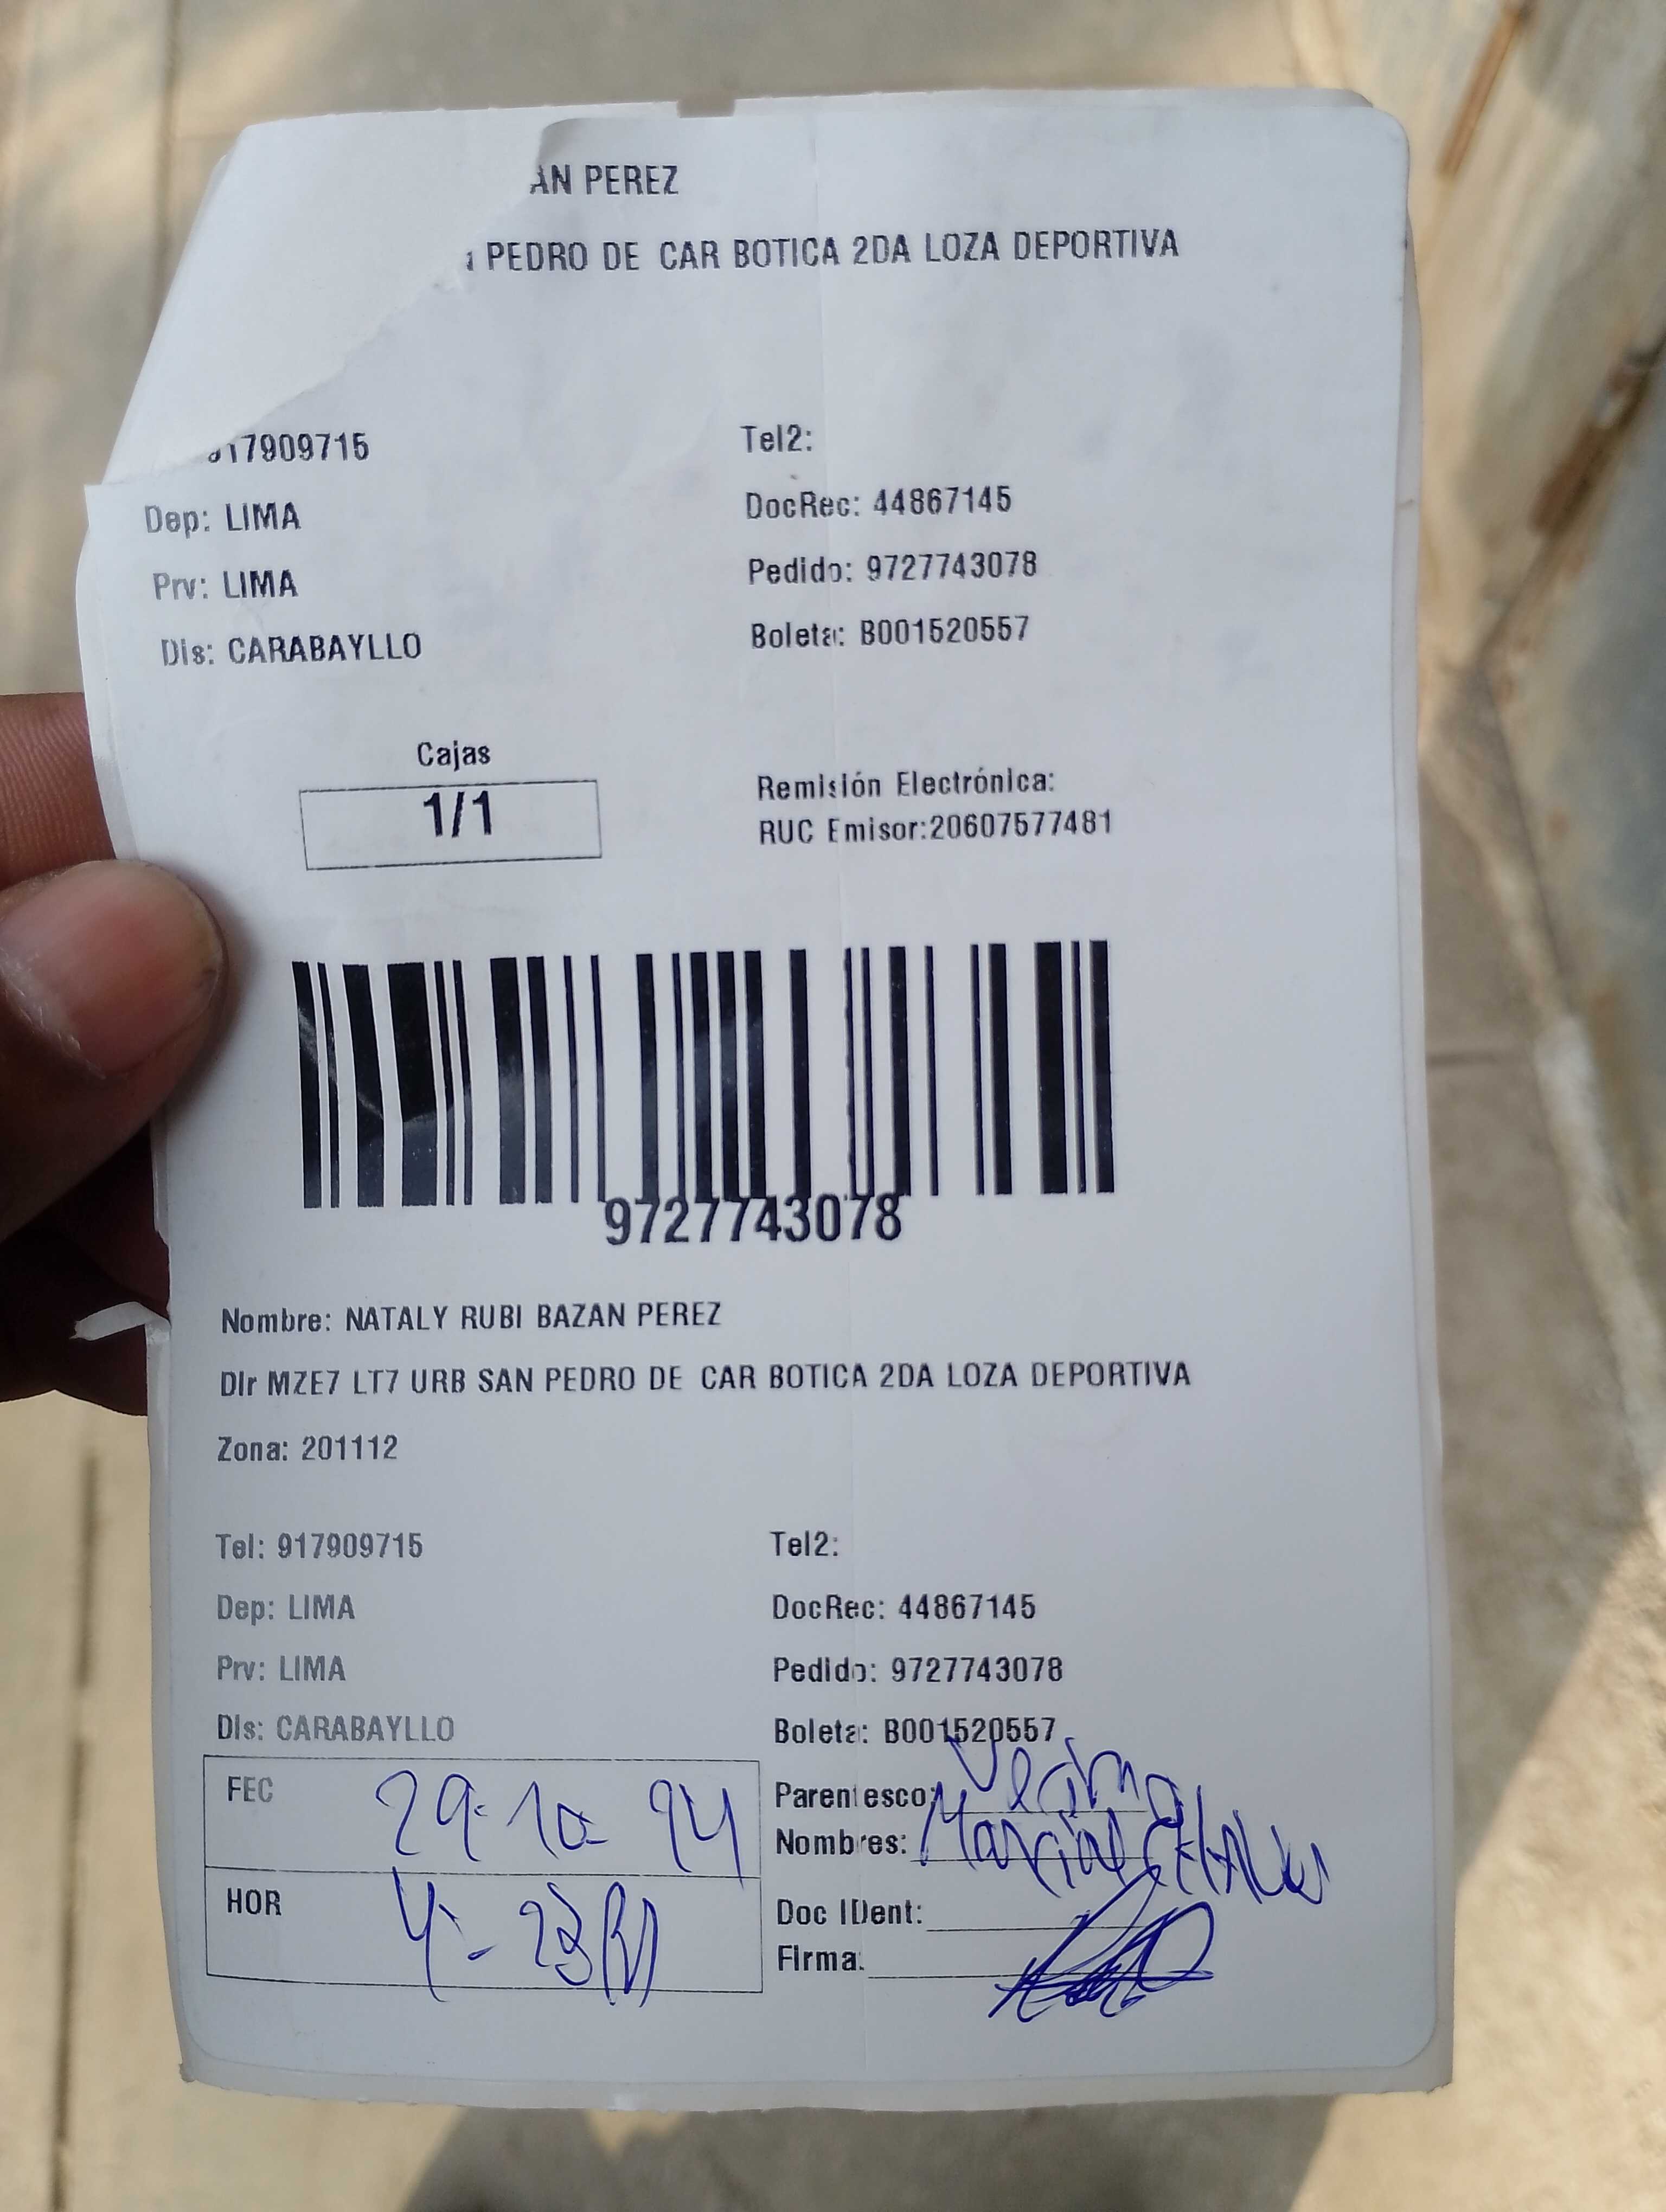 AN PEREZ
PEDRO DE CAR BOTICA 2DA LOZA DEPORTIVA
17909715 Tel2:
Dep: LIMA DocRec: 44867145
Prv: LIMA Pedido: 9727743078
Dis: CARABAYLLO Boleta: B001520557
Cajas
1/1
Remisión Electrónica:
RUC Emisor:20607577481
9727743078
Nombre: NATALY RUBI BAZAN PEREZ
Dir MZE7 LT7 URB SAN PEDRO DE CAR BOTICA 2DA LOZA DEPORTIVA
Zona: 201112
Tel: 917909715 Tel2:
Dep: LIMA DocRec: 44867145
Prv: LIMA Pedido: 9727743078
Dis: CARABAYLLO Boleta: B001520557
FEC 29-10-24 Parentesco:
Nombres:
HOR Doc IDent:
Firma: